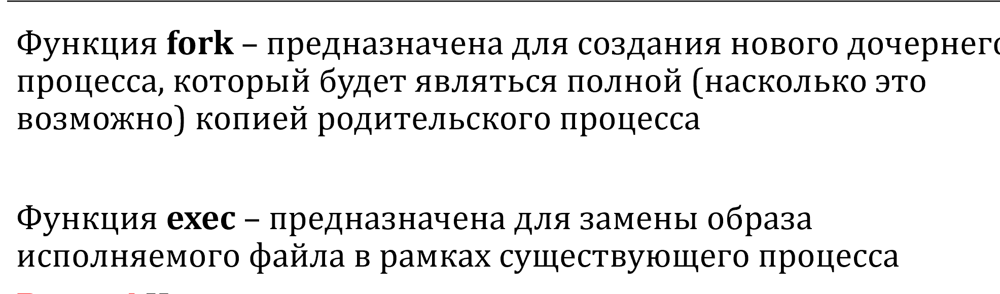 Функция fork – предназначена для создания нового дочернего
процесса, который будет являться полной (насколько это
возможно) копией родительского процесса
Функция exec – предназначена для замены образа
исполняемого файла в рамках существующего процесса